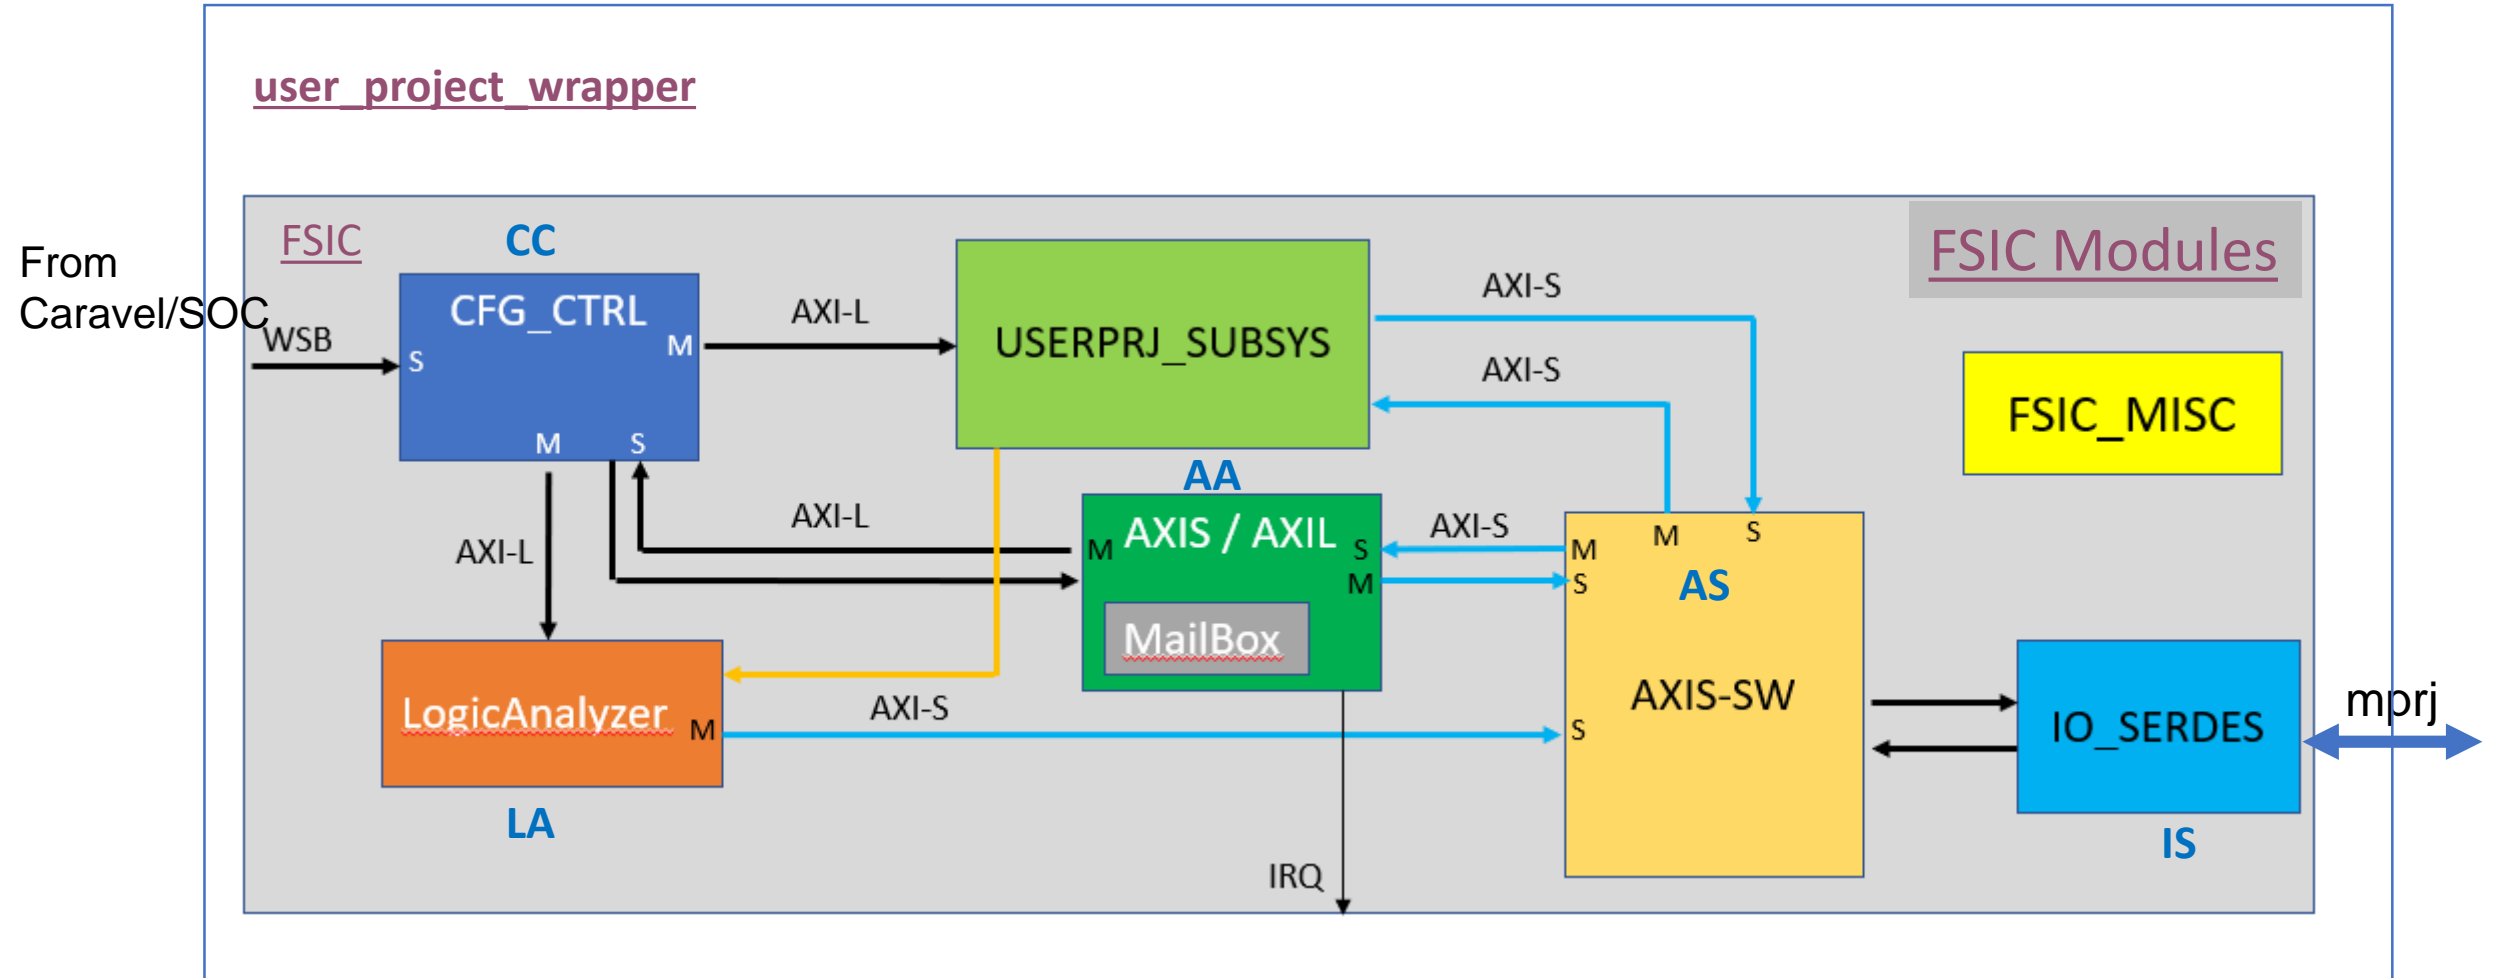 user_project_wrapper
From
Caravel/SOC
FSIC
CC
FSIC Modules
WSB
S
CFG_CTRL
M
M
S
AXI-L
USERPRJ_SUBSYS
AXI-S
AXI-S
FSIC_MISC
AXI-L
AXI-L
AA
M
AXIS / AXIL
S
M
MailBox
AXI-S
M
S
M
S
AS
AXIS-SW
S
LogicAnalyzer
M
LA
AXI-S
IRQ
IO_SERDES
IS
mprj